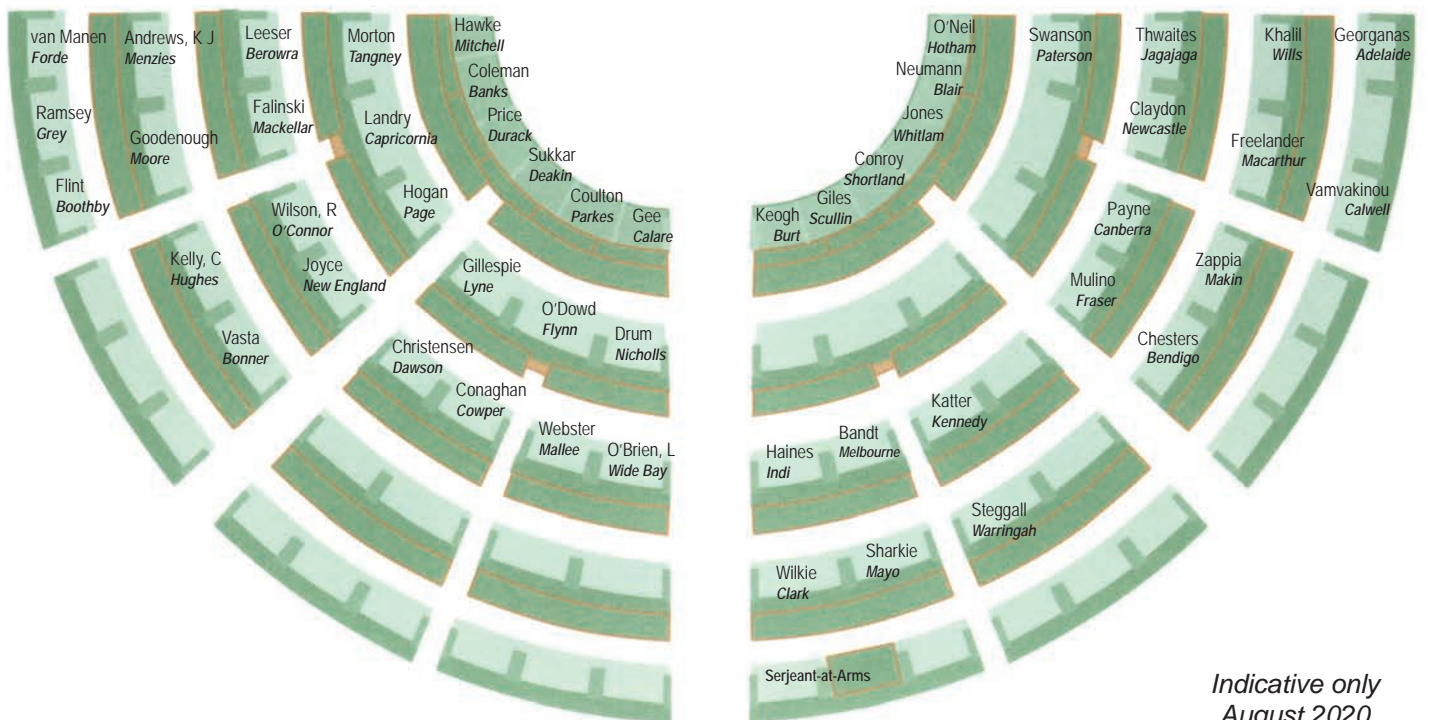 van Manen
Forde
Andrews, K J
Menzies
Leeser
Berowra
Morton
Tangney
Hawke
Mitchell
Coleman
Banks
Ramsey
Grey
Goodenough
Moore
Falinski
Mackellar
Landry
Capricornia
Price
Durack
Sukkar
Deakin
Flint
Boothby
Hogan
Page
Coulton
Parkes
Gee
Calare
Wilson, R
O'Connor
Kelly, C
Hughes
Joyce
New England
Gillespie
Lyne
O'Dowd
Flynn
Drum
Nicholls
Vasta
Bonner
Christensen
Dawson
Conaghan
Cowper
Webster
Mallee
O'Brien, L
Wide Bay
O'Neil
Hotham
Swanson
Paterson
Thwaites
Jagajaga
Khalil
Wills
Georganas
Adelaide
Neumann
Blair
Jones
Whitlam
Claydon
Newcastle
Freelander
Macarthur
Conroy
Shortland
Giles
Scullin
Keogh
Burt
Vamvakinou
Calwell
Payne
Canberra
Mulino
Fraser
Zappia
Makin
Chesters
Bendigo
Katter
Kennedy
Bandt
Melbourne
Haines
Indi
Steggall
Warringah
Sharkie
Mayo
Wilkie
Clark
Serjeant-at-Arms
Indicative only
August 2020